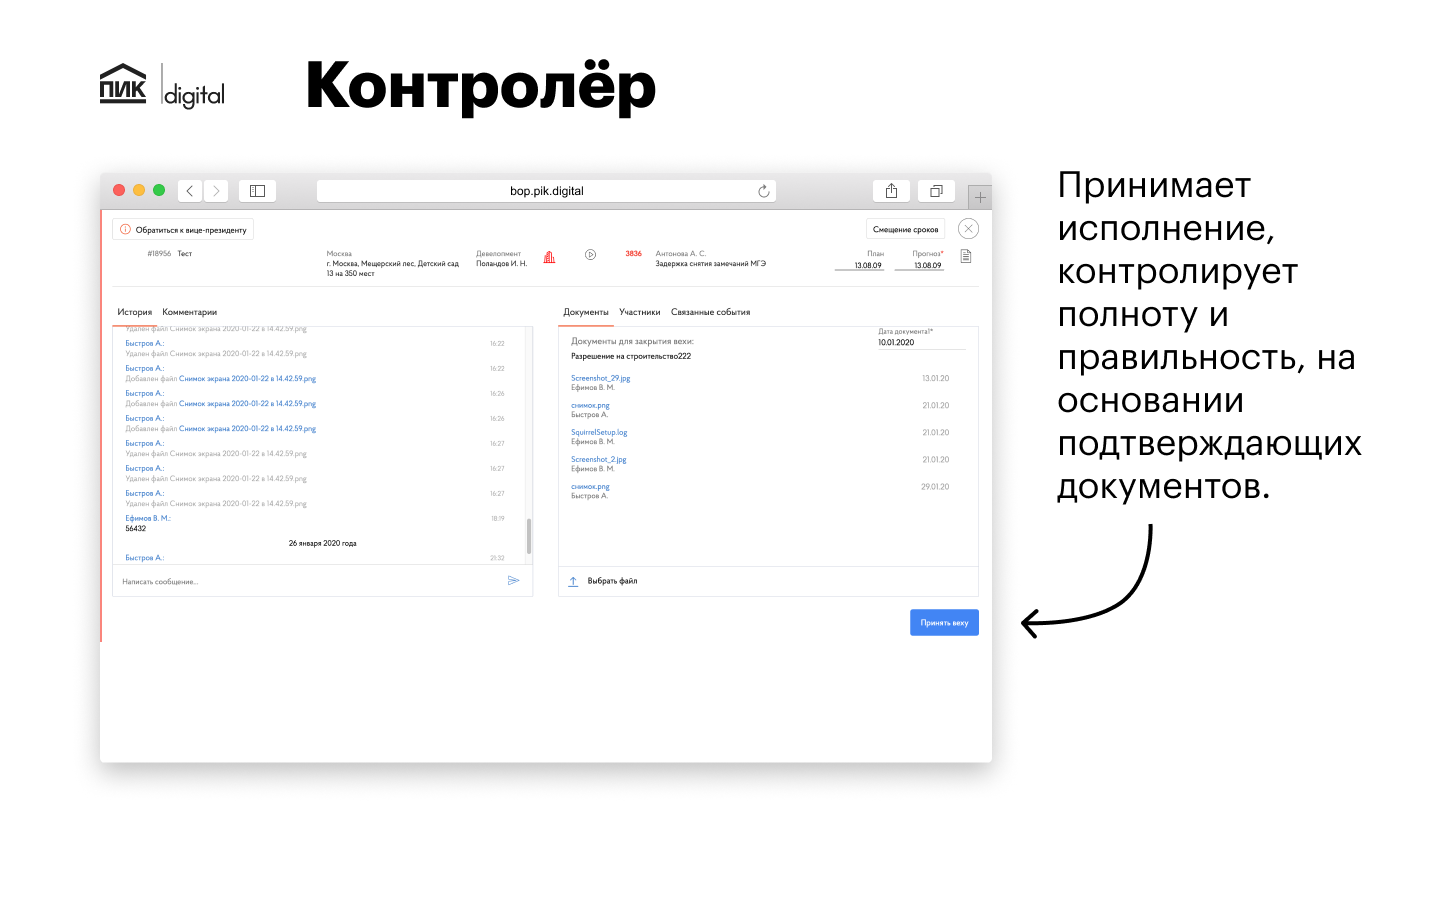 ПИК digital
Контролёр
bop.pik.digital
Обратиться к вице-президенту
Смещение сроков
#18956 Тест
Москва
г. Москва, Мещерский лес, Детский сад
13 на 350 мест
Девелопмент
Поландов И. Н.
3836
Антонова А. С.
Задержка снятия замечаний МГЭ
План
13.08.09
Прогноз*
13.08.09
История Комментарии
Удален файл Снимок экрана 2020-01-22 в 14.42.59.png
Быстров А.: 16:22
Удален файл Снимок экрана 2020-01-22 в 14.42.59.png
Быстров А.: 16:22
Добавлен файл Снимок экрана 2020-01-22 в 14.42.59.png
Быстров А.: 16:26
Добавлен файл Снимок экрана 2020-01-22 в 14.42.59.png
Быстров А.: 16:26
Добавлен файл Снимок экрана 2020-01-22 в 14.42.59.png
Быстров А.: 16:27
Удален файл Снимок экрана 2020-01-22 в 14.42.59.png
Быстров А.: 16:27
Удален файл Снимок экрана 2020-01-22 в 14.42.59.png
Быстров А.: 16:27
Удален файл Снимок экрана 2020-01-22 в 14.42.59.png
Ефимов В. М.: 18:19
56432
26 января 2020 года
Быстров А.: 21:32
Написать сообщение...
Документы Участники Связанные события
Дата документа1*
Документы для закрытия вехи:
10.01.2020
Разрешение на строительство222
Screenshot_29.jpg 13.01.20
Ефимов В. М.
снимок.png 21.01.20
Быстров А.
SquirrelSetup.log 21.01.20
Ефимов В. М.
Screenshot_2.jpg 21.01.20
Ефимов В. М.
снимок.png 29.01.20
Быстров А.
Выбрать файл
Принять веху
Принимает
исполнение,
контролирует
полноту и
правильность, на
основании
подтверждающих
документов.